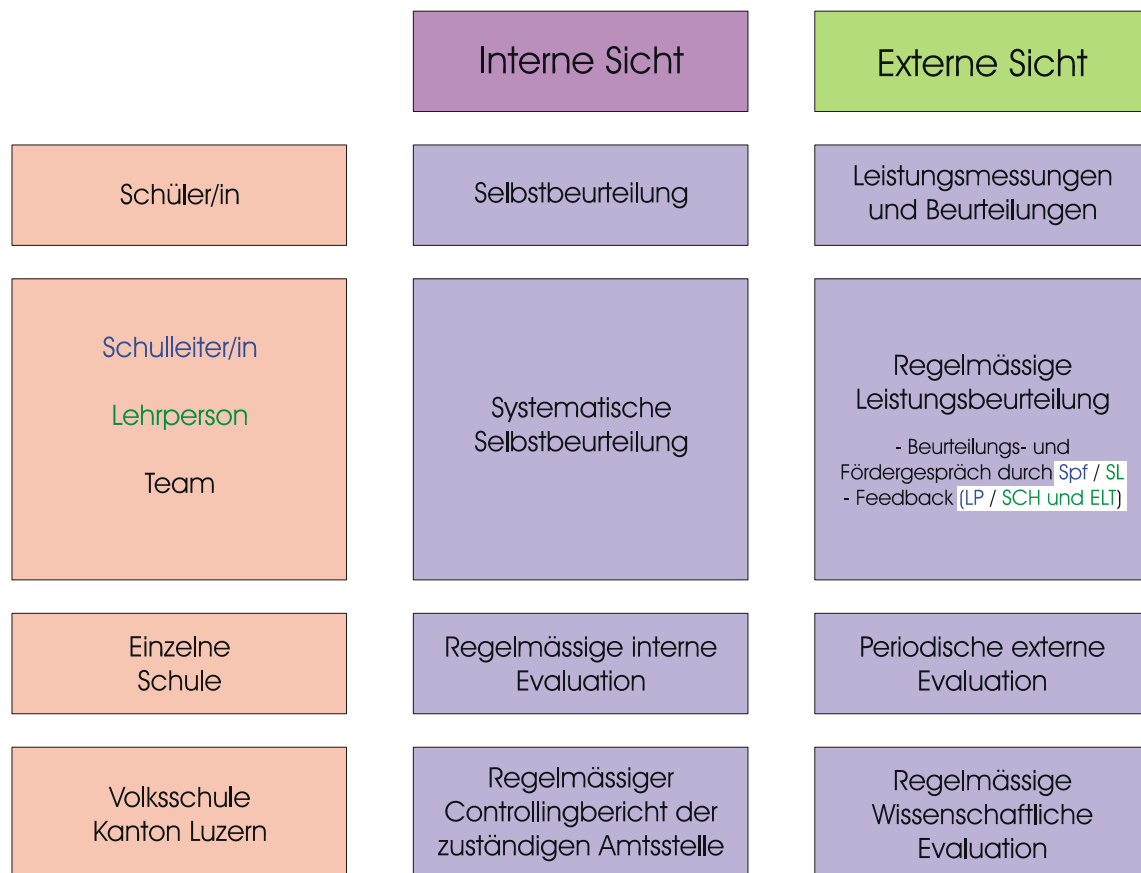 Interne Sicht
Externe Sicht
Schüler/in
Selbstbeurteilung
Leistungsmessungen
und Beurteilungen
Schulleiter/in
Lehrperson
Team
Systematische
Selbstbeurteilung
Regelmässige
Leistungsbeurteilung
- Beurteilungs- und
Fördergespräch durch Spf / SL
- Feedback (LP / SCH und ELT)
Einzelne
Schule
Regelmässige interne
Evaluation
Periodische externe
Evaluation
Volksschule
Kanton Luzern
Regelmässiger
Controllingbericht der
zuständigen Amtsstelle
Regelmässige
Wissenschaftliche
Evaluation